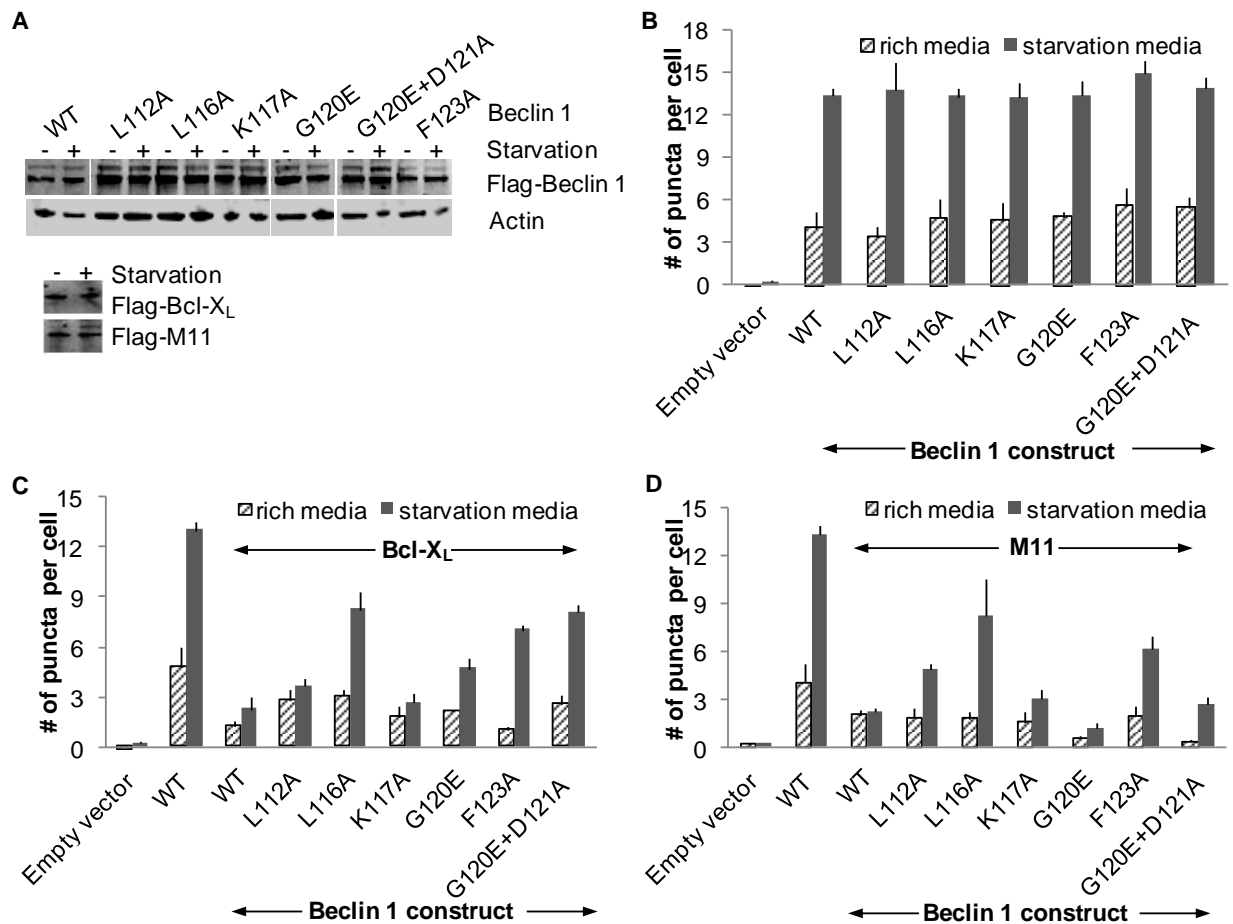 A
WT L112A L116A K117A G120E G120E+D121A F123A Beclin 1
- + - + - + - + - + - + - + Starvation
Flag-Beclin 1
Actin
- + Starvation
Flag-Bcl-XL
Flag-M11
B
# of puncta per cell
18
15
12
9
6
3
0
rich media starvation media
Empty vector WT L112A L116A K117A G120E F123A G120E+D121A
Beclin 1 construct
C
# of puncta per cell
15
12
9
6
3
0
rich media starvation media
Bcl-XL
Empty vector WT WT L112A L116A K117A G120E F123A G120E+D121A
Beclin 1 construct
D
# of puncta per cell
15
12
9
6
3
0
rich media starvation media
M11
Empty vector WT WT L112A L116A K117A G120E F123A G120E+D121A
Beclin 1 construct